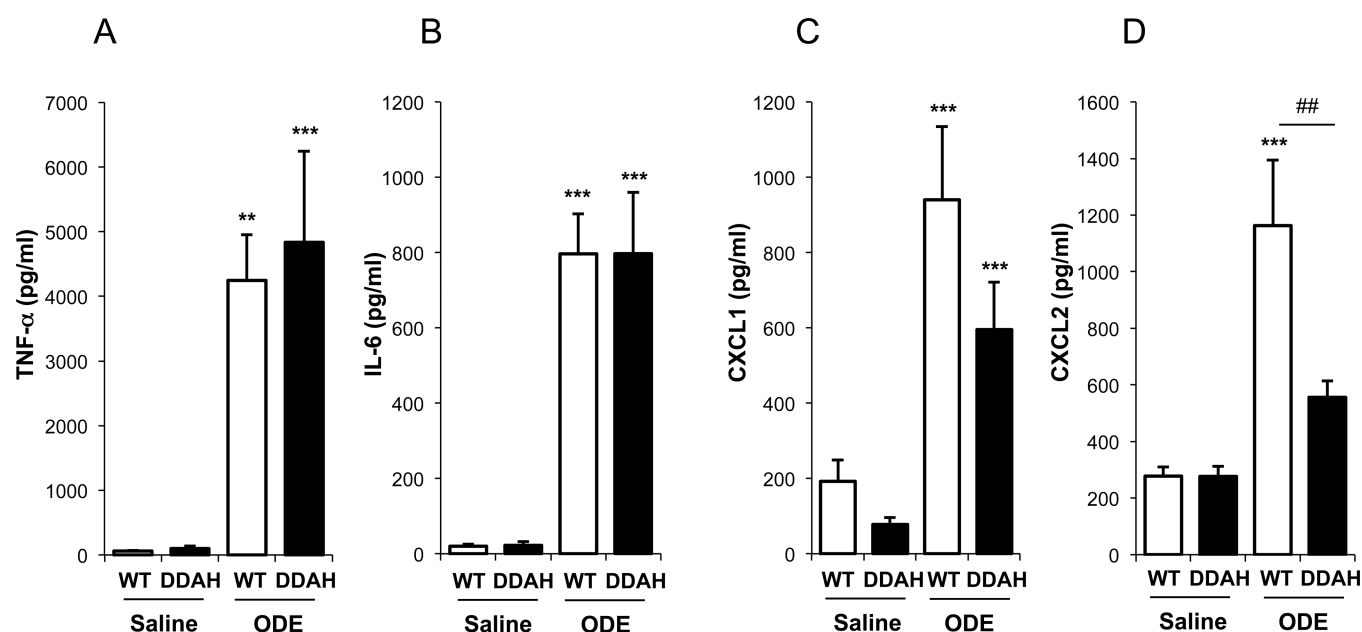 A
B
C
D
TNF-α (pg/ml)
7000
6000
5000
4000
3000
2000
1000
0
**
***
WT DDAH WT DDAH
Saline ODE
IL-6 (pg/ml)
1200
1000
800
600
400
200
0
***
***
WT DDAH WT DDAH
Saline ODE
CXCL1 (pg/ml)
1200
1000
800
600
400
200
0
***
***
WT DDAH WT DDAH
Saline ODE
CXCL2 (pg/ml)
1600
1400
1200
1000
800
600
400
200
0
##
***
WT DDAH WT DDAH
Saline ODE